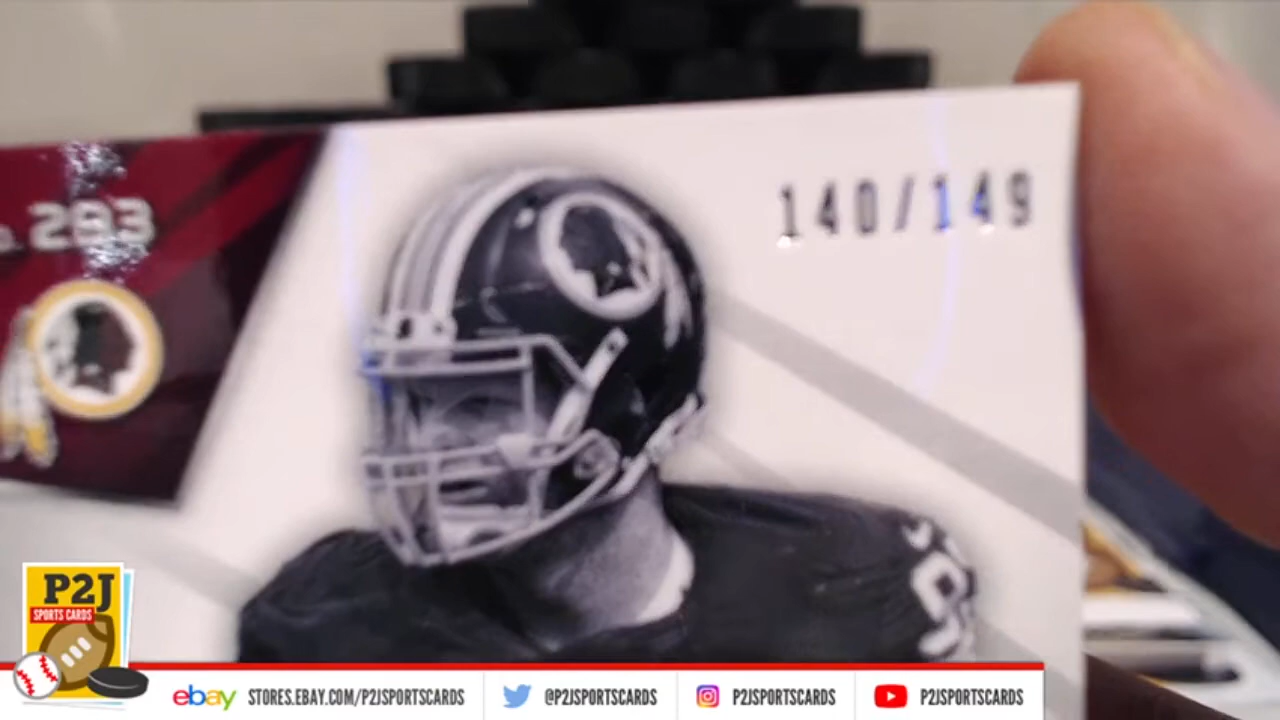 140/149
293
P2J
SPORTS CARDS
ebay STORES.EBAY.COM/P2JSPORTSCARDS @P2JSPORTSCARDS P2JSPORTSCARDS P2JSPORTSCARDS